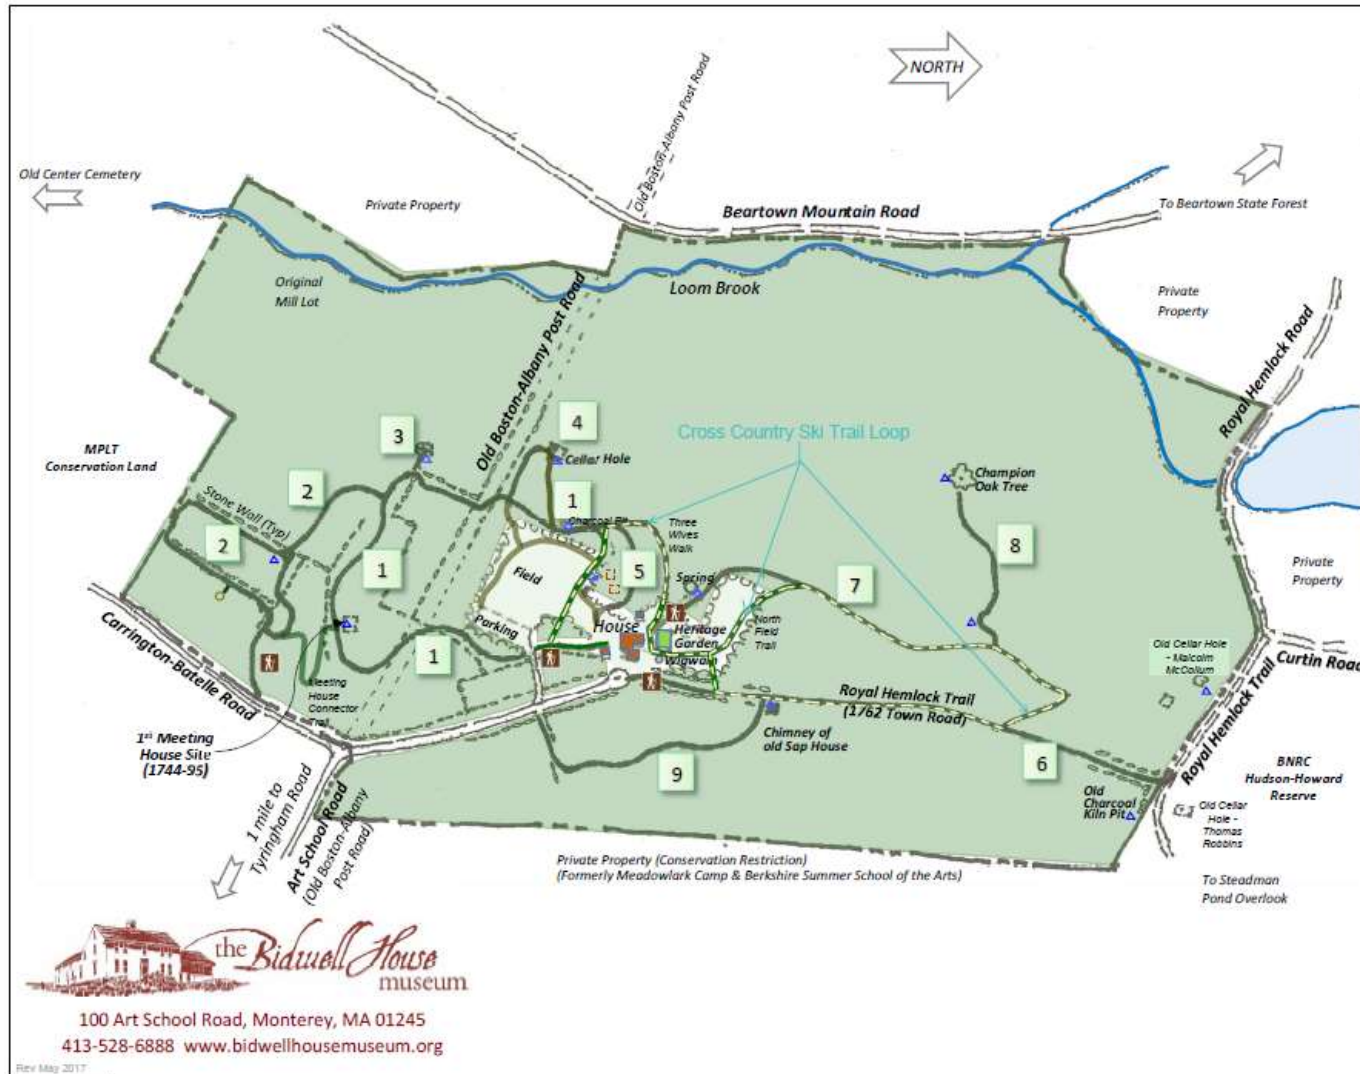 NORTH
Old Boston-Albany Post Road
Old Center Cemetery
Private Property
Beartown Mountain Road
To Beartown State Forest
Original
Mill Lot
Loom Brook
Private
Property
Royal Hemlock Road
Old Boston-Albany Post Road
MPLT
Conservation Land
3
4
Cross Country Ski Trail Loop
Cellar Hole
Champion
Oak Tree
2
1
Stone Wall (Typ)
Charcoal Pit
Three
Wives
Walk
2
1
8
Field
5
Spring
7
Private
Property
Parking
House
Heritage
Garden
North
Field
Trail
Carrington-Batelle Road
1
Old Cellar Hole
- Malcolm
McCollum
Curtin Road
Meeting
House
Connector
Trail
Royal Hemlock Trail
(1762 Town Road)
Royal Hemlock Trail
1st Meeting
House Site
(1744-95)
Chimney of
old Sap House
9
6
BNRC
Hudson-Howard
Reserve
1 mile to
Tyringham Road
Art School Road
(Old Boston-Albany
Post Road)
Old
Charcoal
Kiln Pit
Old Cellar
Hole -
Thomas
Robbins
Private Property (Conservation Restriction)
(Formerly Meadowlark Camp & Berkshire Summer School of the Arts)
To Steadman
Pond Overlook
the Bidwell House
museum
100 Art School Road, Monterey, MA 01245
413-528-6888 www.bidwellhousemuseum.org
Rev May 2017